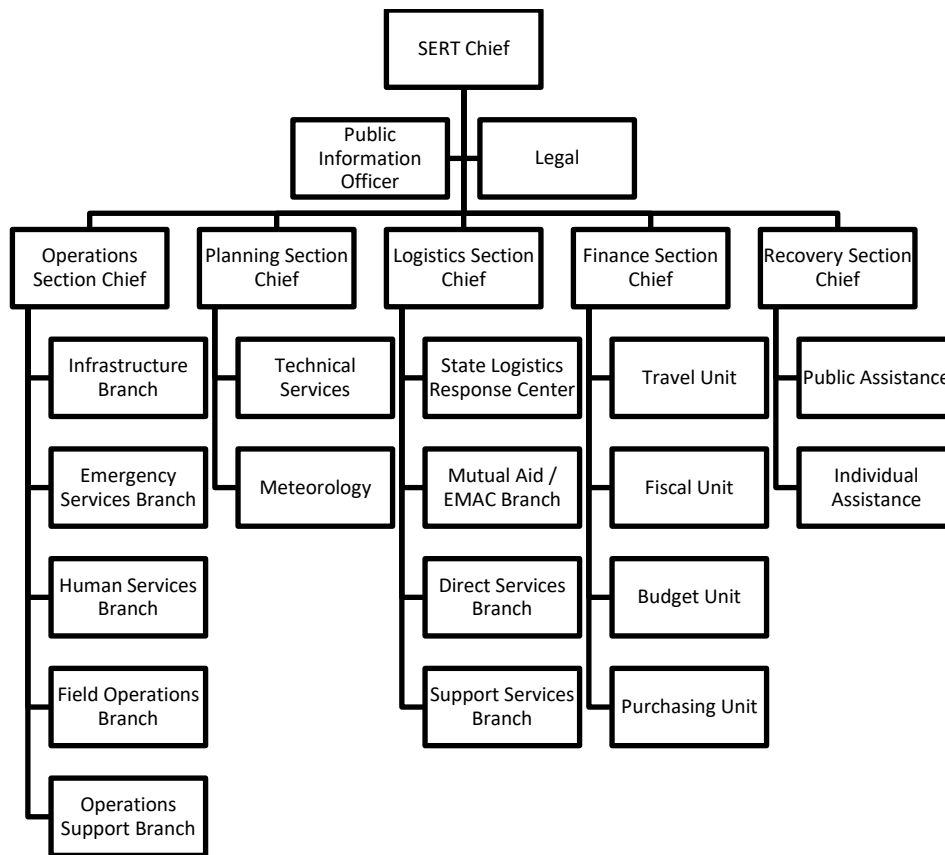 SERT Chief
Public
Information
Officer
Legal
Operations
Section Chief
Planning Section
Chief
Logistics Section
Chief
Finance Section
Chief
Recovery Section
Chief
Infrastructure
Branch
Technical
Services
State Logistics
Response Center
Travel Unit
Public Assistance
Emergency
Services Branch
Meteorology
Mutual Aid /
EMAC Branch
Fiscal Unit
Individual
Assistance
Human Services
Branch
Direct Services
Branch
Budget Unit
Field Operations
Branch
Support Services
Branch
Purchasing Unit
Operations
Support Branch